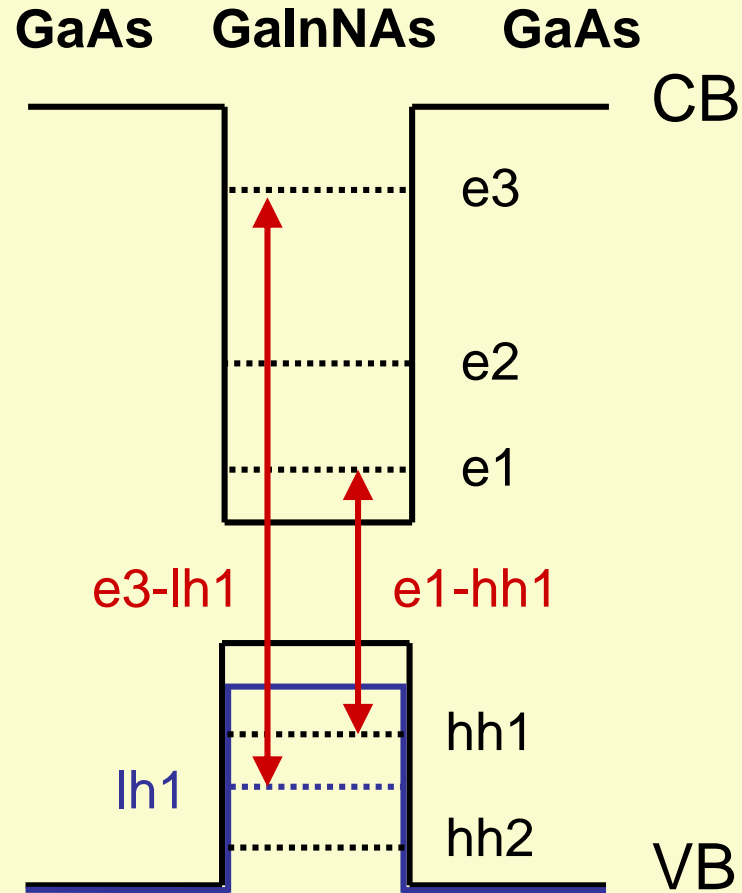 GaAs GaInNAs GaAs
CB
e3
e2
e1
e3-lh1 e1-hh1
hh1
lh1
hh2
VB